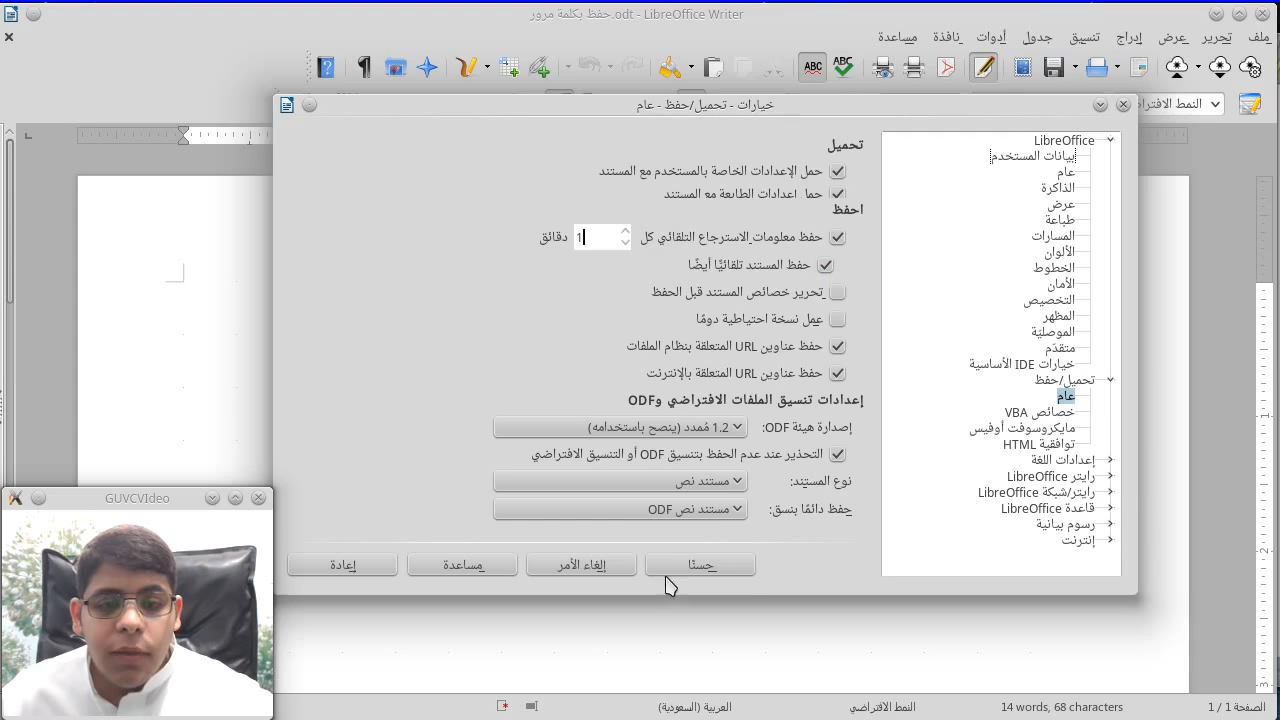 حفظ بكلمة مرور.odt - LibreOffice Writer
ملف تحرير عرض إدراج تنسيق جدول أدوات نافذة مساعدة
ABC ABC
خيارات - تحميل/حفظ - عام
LibreOffice
بيانات المستخدم
عام
الذاكرة
عرض
طباعة
المسارات
الألوان
الخطوط
الأمان
التخصيص
المظهر
الموصليّة
متقدّم
خيارات IDE الأساسية
تحميل/حفظ
عام
خصائص VBA
مايكروسوفت أوفيس
توافقية HTML
إعدادات اللغة
رايتر LibreOffice
رايتر/شبكة LibreOffice
قاعدة LibreOffice
رسوم بيانية
إنترنت
تحميل
حمل الإعدادات الخاصة بالمستخدم مع المستند
حمل إعدادات الطابعة مع المستند
احفظ
حفظ معلومات الاسترجاع التلقائي كل 1 دقائق
حفظ المستند تلقائيًا أيضًا
تحرير خصائص المستند قبل الحفظ
عمل نسخة احتياطية دومًا
حفظ عناوين URL المتعلقة بنظام الملفات
حفظ عناوين URL المتعلقة بالإنترنت
إعدادات تنسيق الملفات الافتراضي وODF
إصدارة هيئة ODF: 1.2 مُمدد (ينصح باستخدامه)
التحذير عند عدم الحفظ بتنسيق ODF أو التنسيق الافتراضي
نوع المستند: مستند نص
حفظ دائمًا بنسق: مستند نص ODF
حسنًا إلغاء الأمر مساعدة إعادة
GUVCVIdeo
الصفحة 1 / 1 14 words, 68 characters النمط الافتراضي العربية (السعودية)